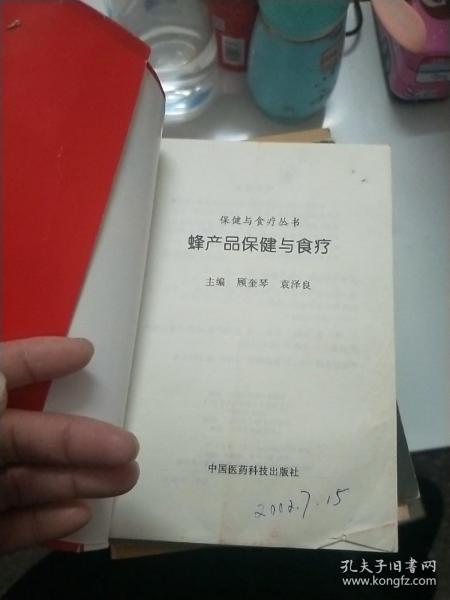 保健与食疗丛书
蜂产品保健与食疗
主编 顾奎琴 袁泽良
中国医药科技出版社
2002.7.15
孔夫子旧书网
www.kongfz.com